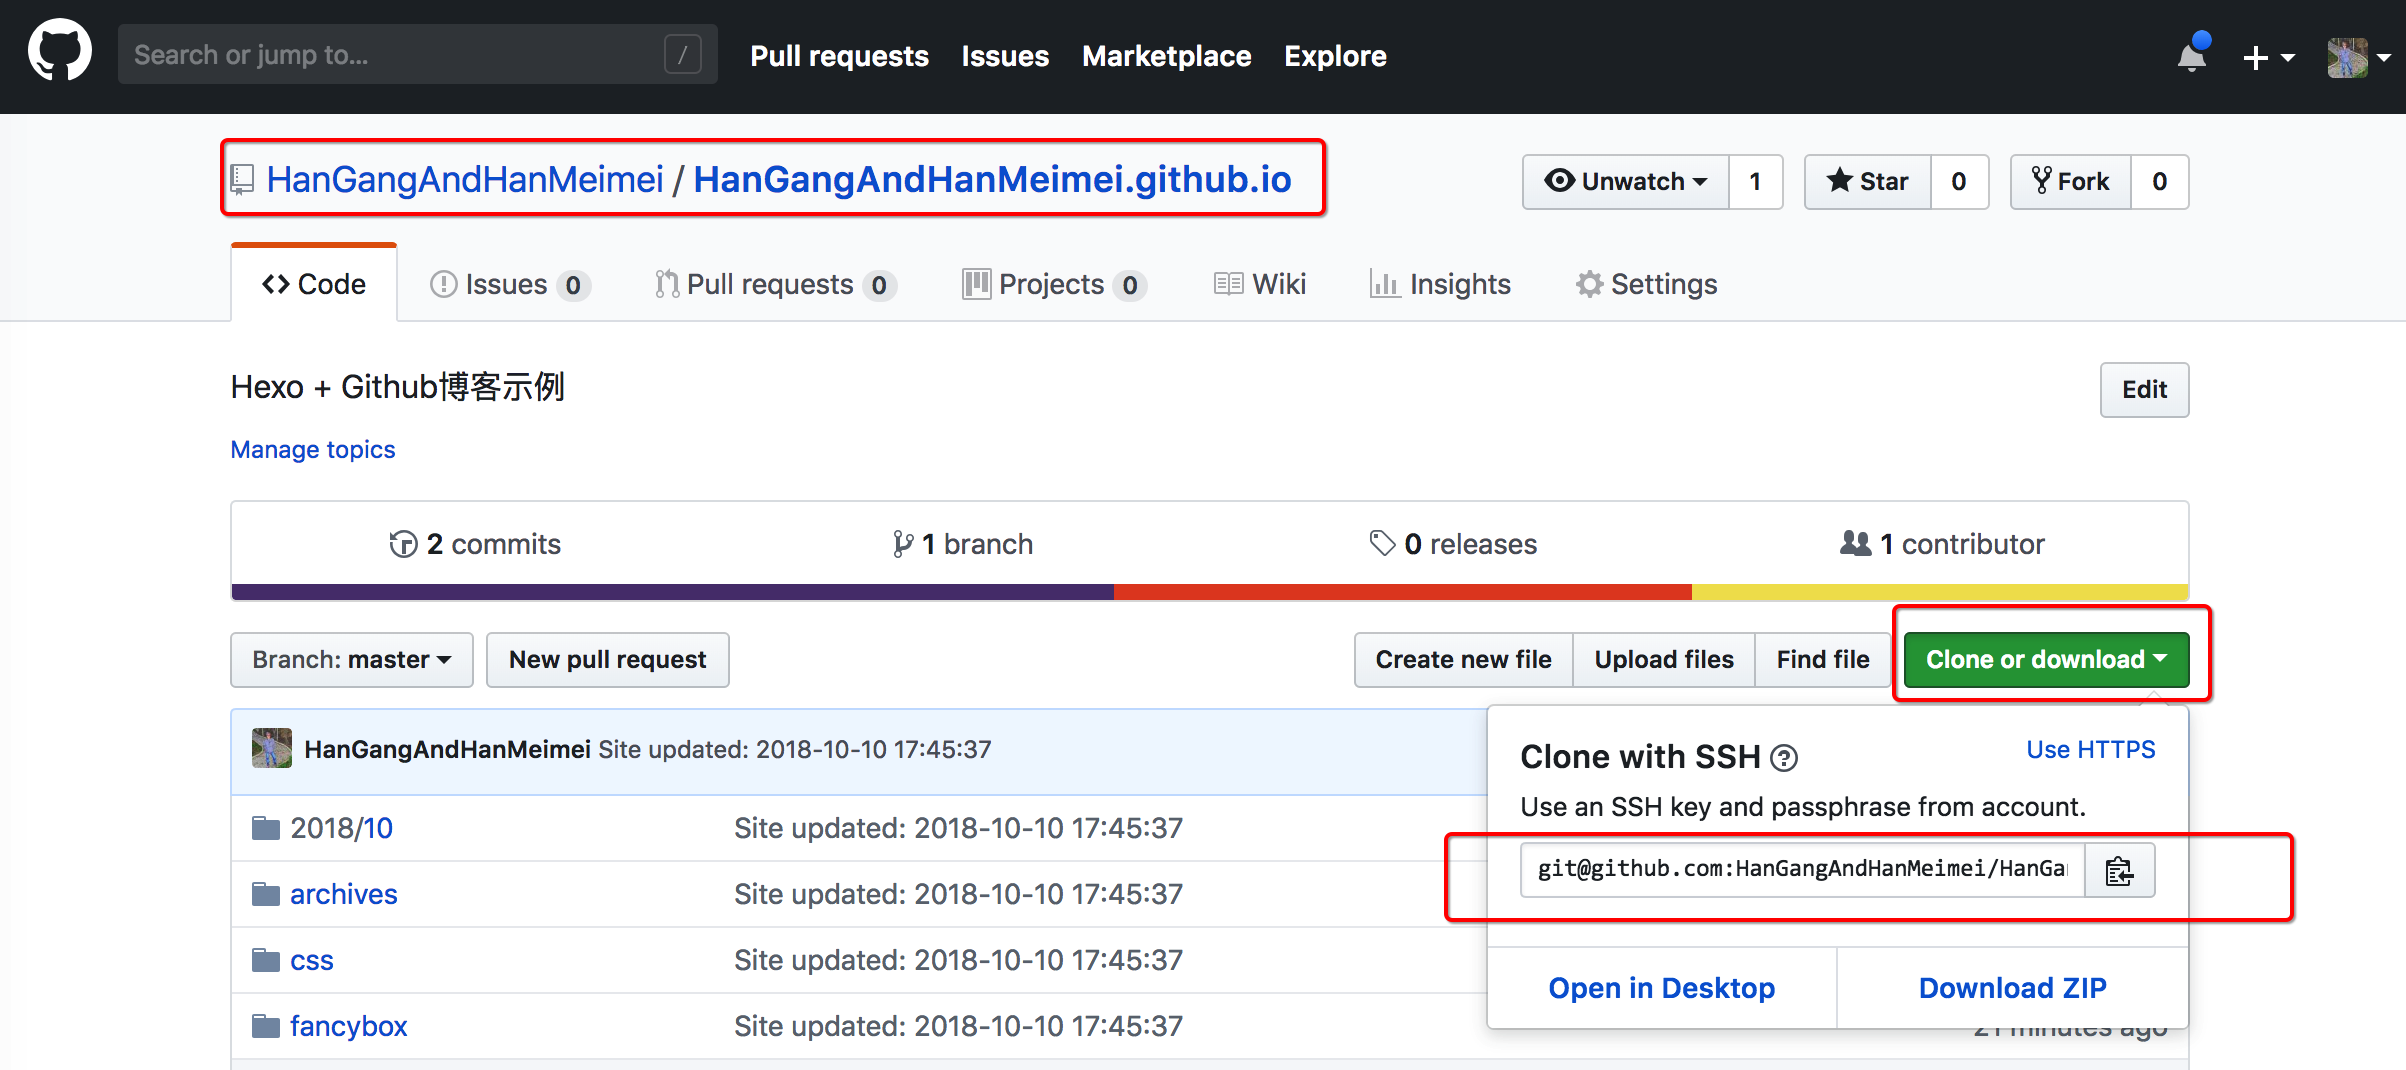 Search or jump to... / Pull requests Issues Marketplace Explore
HanGangAndHanMeimei / HanGangAndHanMeimei.github.io Unwatch 1 Star 0 Fork 0
Code Issues 0 Pull requests 0 Projects 0 Wiki Insights Settings
Hexo + Github博客示例 Edit
Manage topics
2 commits 1 branch 0 releases 1 contributor
Branch: master New pull request Create new file Upload files Find file Clone or download
HanGangAndHanMeimei Site updated: 2018-10-10 17:45:37
Clone with SSH ? Use HTTPS
Use an SSH key and passphrase from account.
git@github.com:HanGangAndHanMeimei/HanGa
Open in Desktop Download ZIP
2018/10 Site updated: 2018-10-10 17:45:37
archives Site updated: 2018-10-10 17:45:37
css Site updated: 2018-10-10 17:45:37
fancybox Site updated: 2018-10-10 17:45:37 21 minutes ago